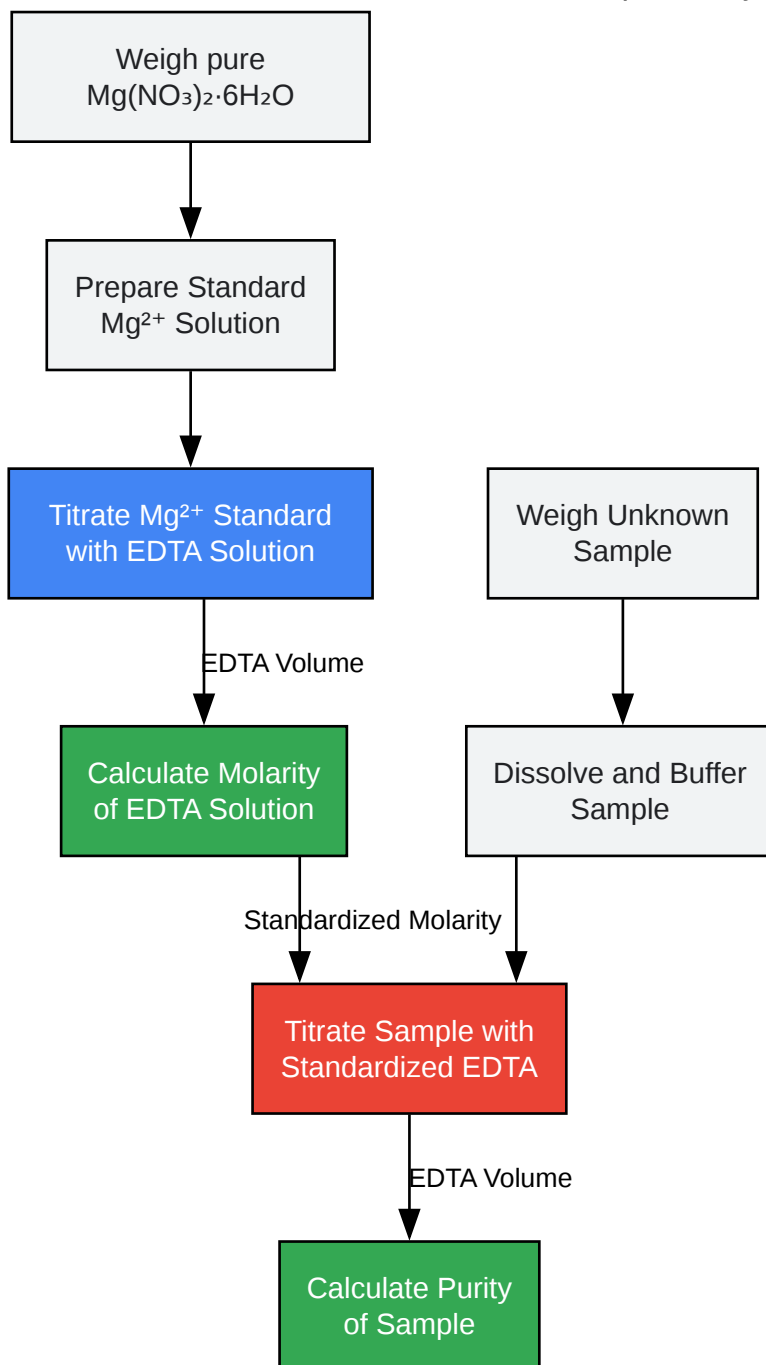 Weigh pure
Mg(NO₃)₂·6H₂O
Prepare Standard
Mg²⁺ Solution
Titrate Mg²⁺ Standard
with EDTA Solution
Weigh Unknown
Sample
EDTA Volume
Calculate Molarity
of EDTA Solution
Dissolve and Buffer
Sample
Standardized Molarity
Titrate Sample with
Standardized EDTA
EDTA Volume
Calculate Purity
of Sample